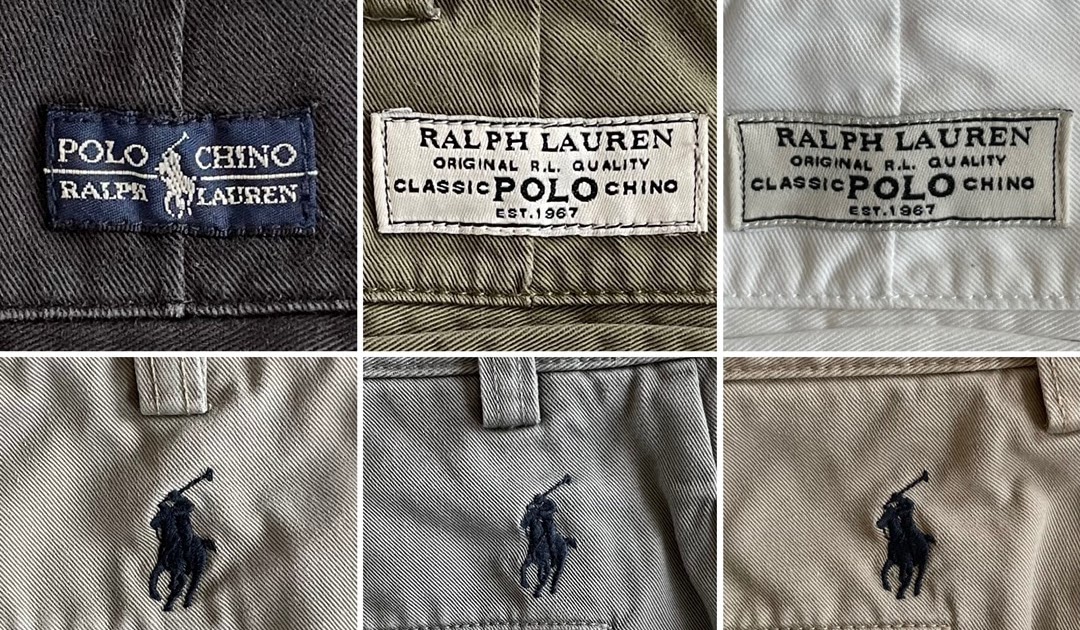 POLO CHINO
RALPH LAUREN
RALPH LAUREN
ORIGINAL R.L. QUALITY
CLASSIC POLO CHINO
EST.1967
RALPH LAUREN
ORIGINAL R.L. QUALITY
CLASSIC POLO CHINO
EST.1967